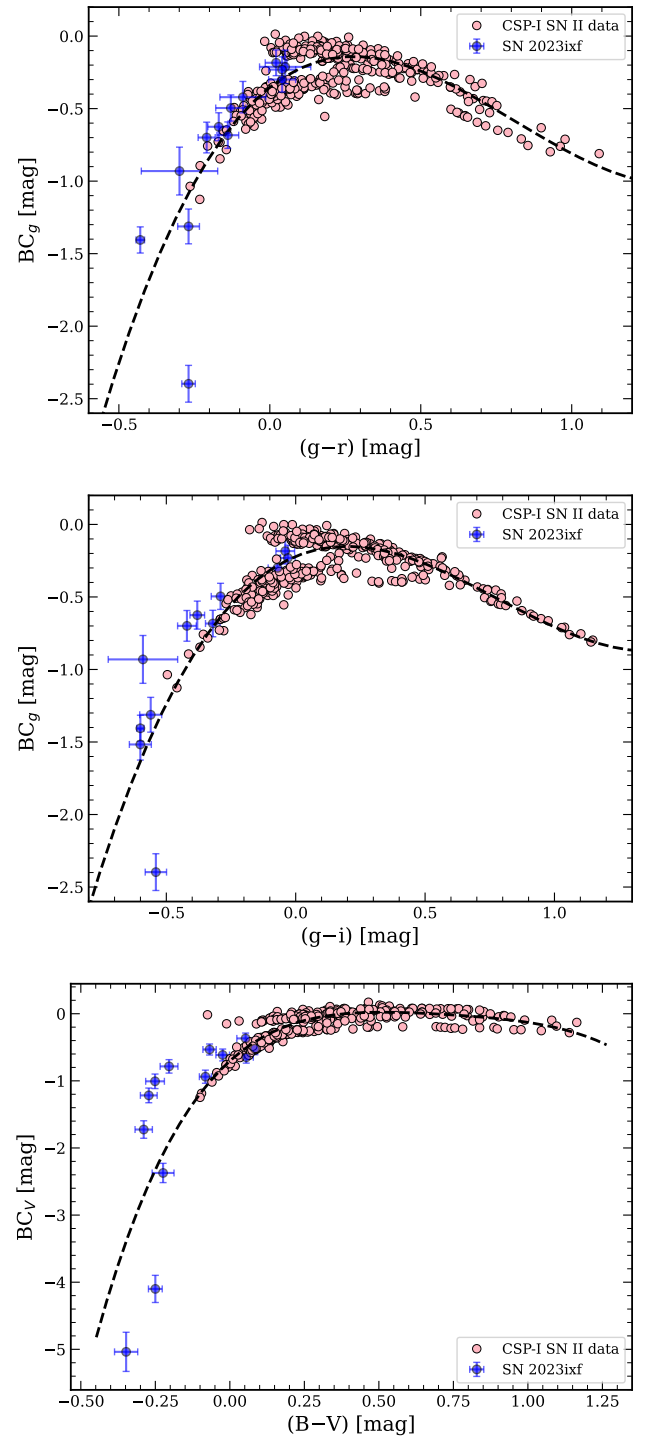 CSP-I SN II data
SN 2023ixf
0.0
−0.5
−1.0
−1.5
−2.0
−2.5
BC_g [mag]
−0.5 0.0 0.5 1.0
(g−r) [mag]
CSP-I SN II data
SN 2023ixf
0.0
−0.5
−1.0
−1.5
−2.0
−2.5
BC_g [mag]
−0.5 0.0 0.5 1.0
(g−i) [mag]
0
−1
−2
−3
−4
−5
BC_V [mag]
CSP-I SN II data
SN 2023ixf
−0.50 −0.25 0.00 0.25 0.50 0.75 1.00 1.25
(B−V) [mag]